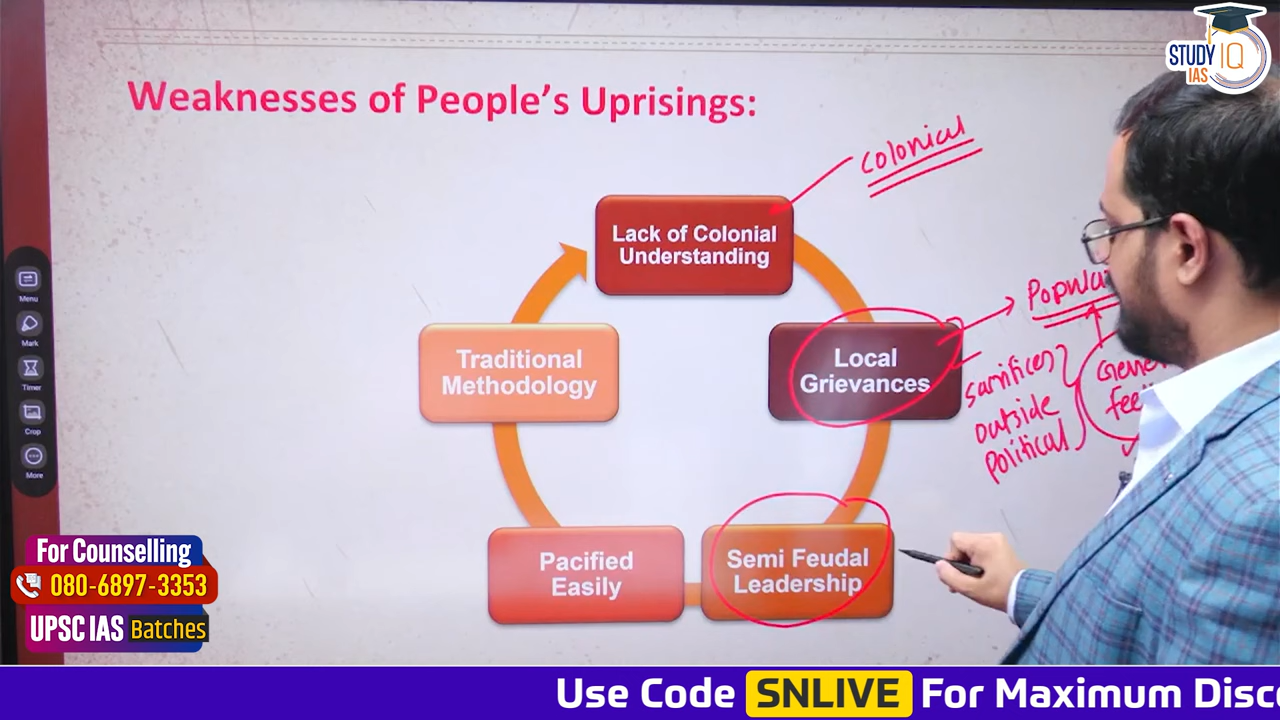 STUDY IQ
IAS
Weaknesses of People's Uprisings:
colonial
Lack of Colonial
Understanding
Local
Grievances
sacrifices
outside
political
Semi Feudal
Leadership
Pacified
Easily
Traditional
Methodology
Menu
Mark
Timer
Crop
More
For Counselling
080-6897-3353
UPSC IAS Batches
Use Code SNLIVE For Maximum